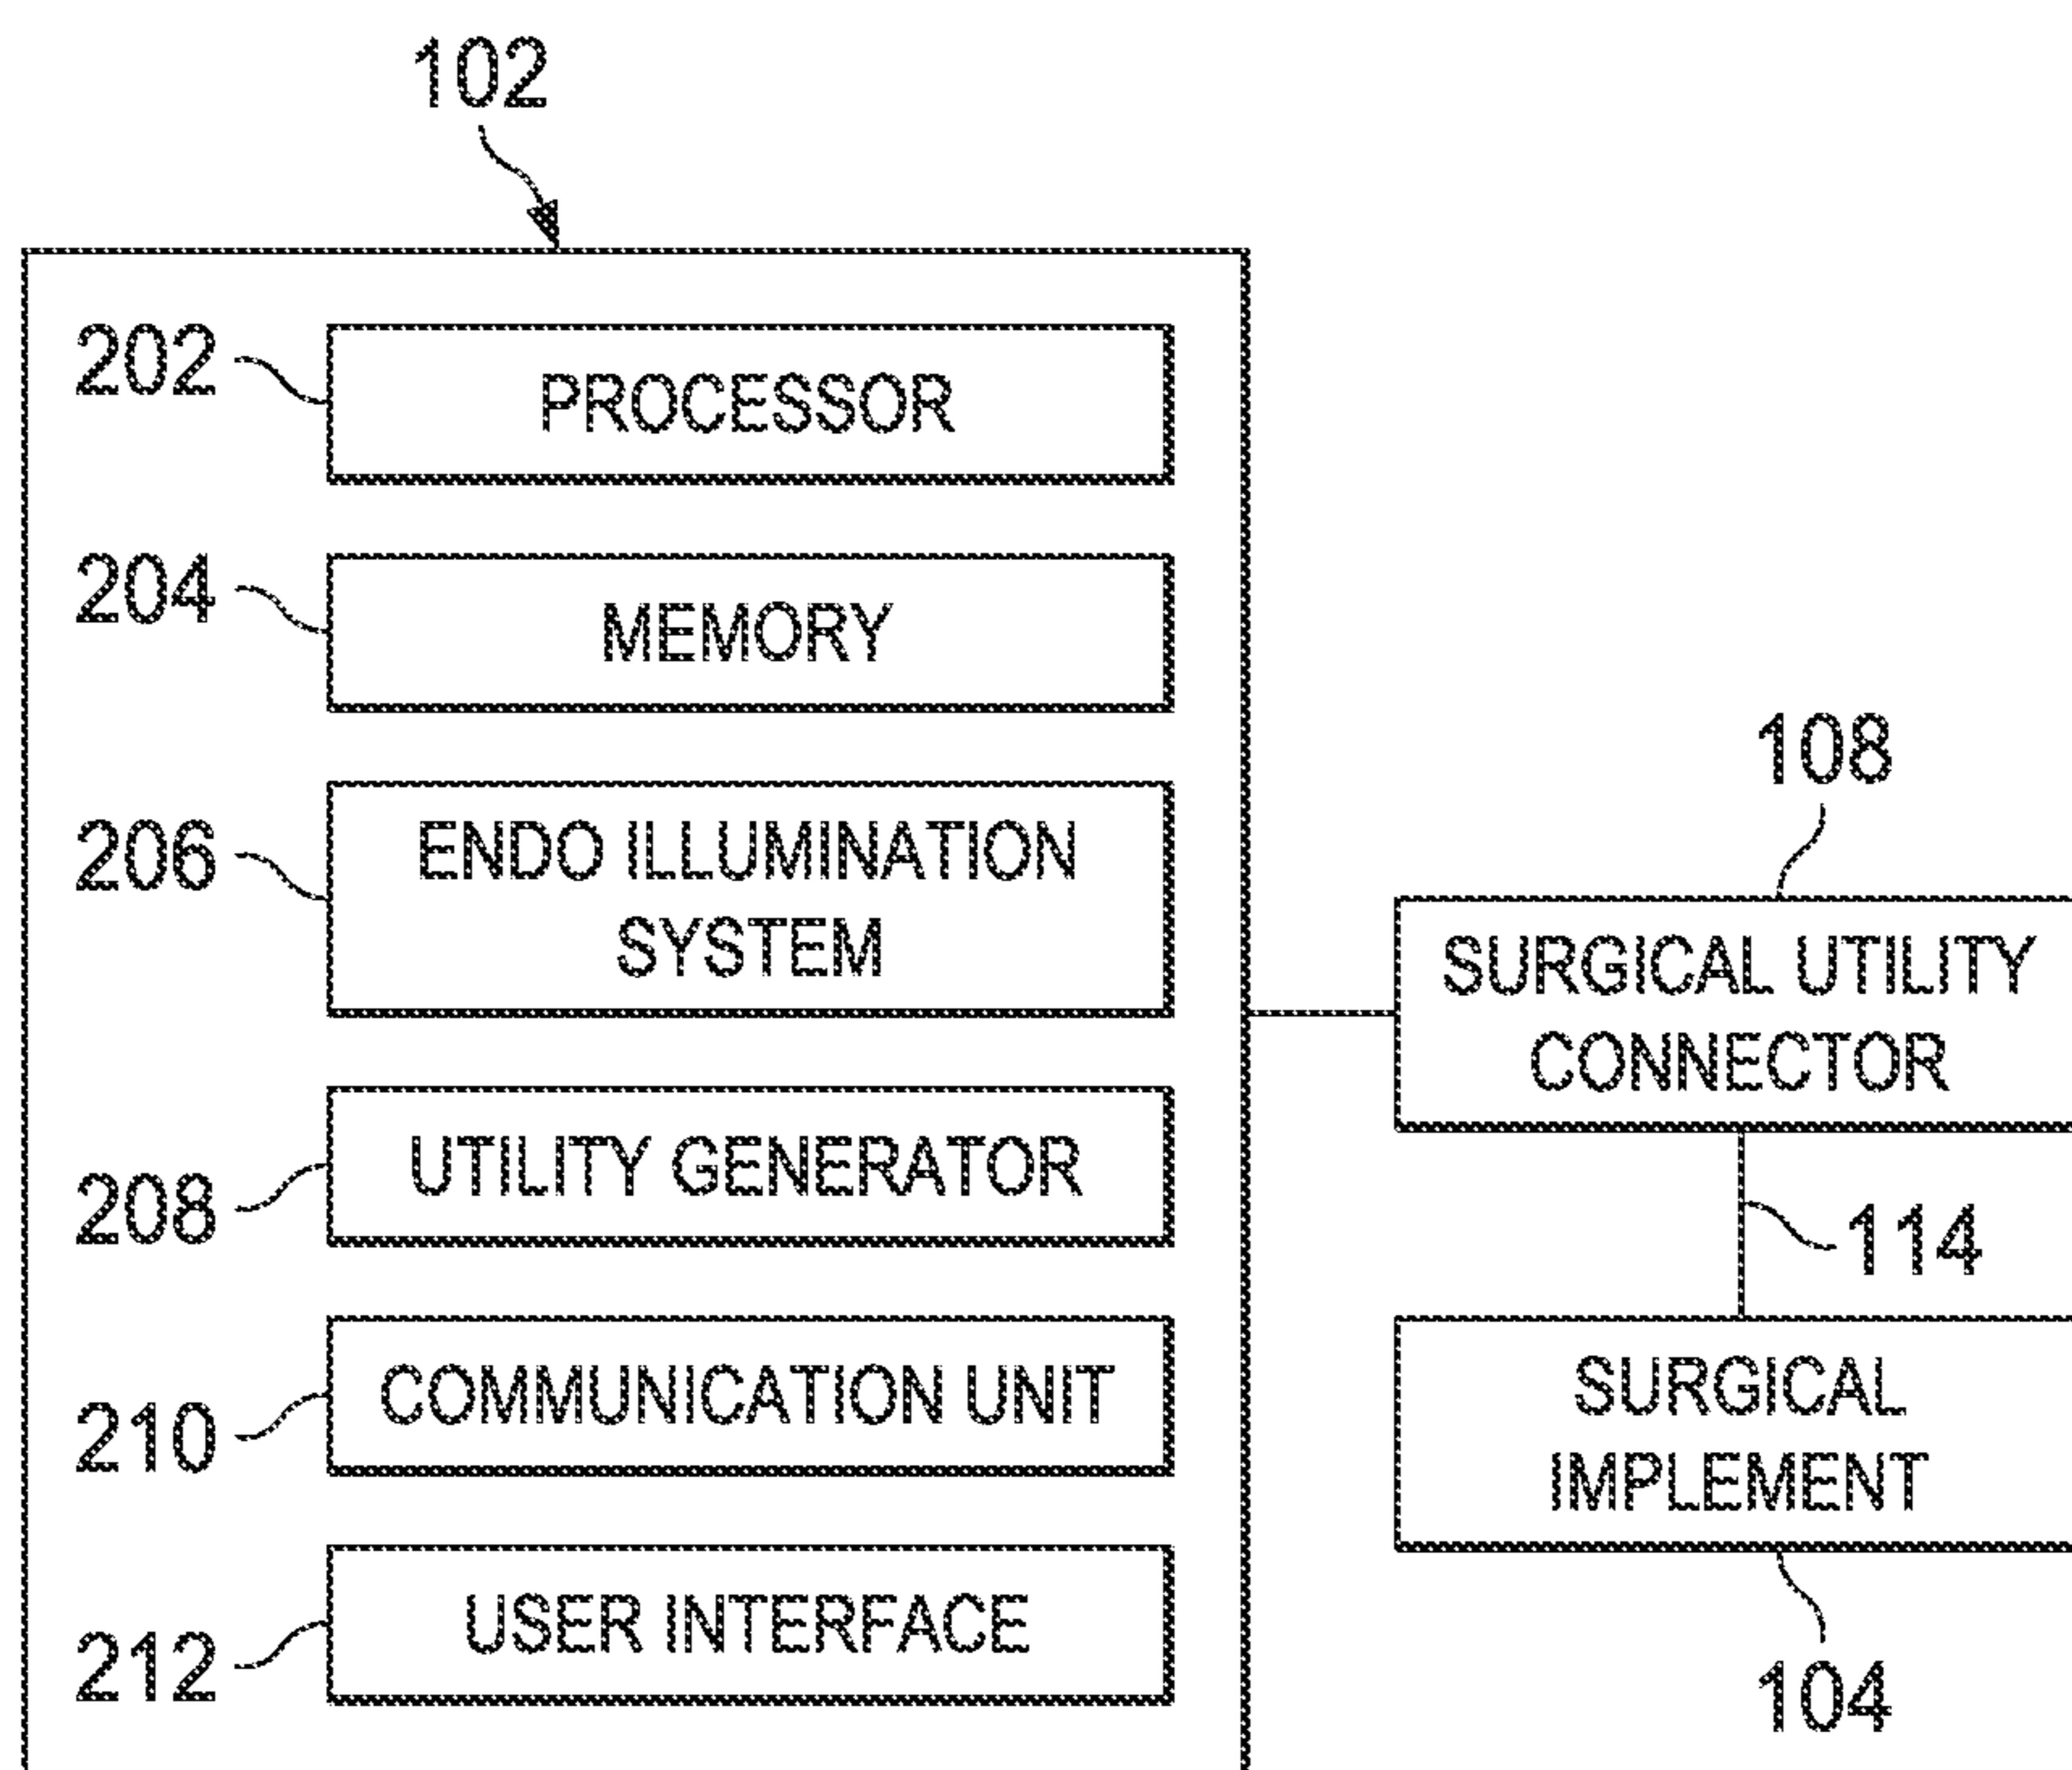 102
202
PROCESSOR
204
MEMORY
206
ENDO ILLUMINATION
SYSTEM
208
UTILITY GENERATOR
210
COMMUNICATION UNIT
212
USER INTERFACE
108
SURGICAL UTILITY
CONNECTOR
114
SURGICAL
IMPLEMENT
104